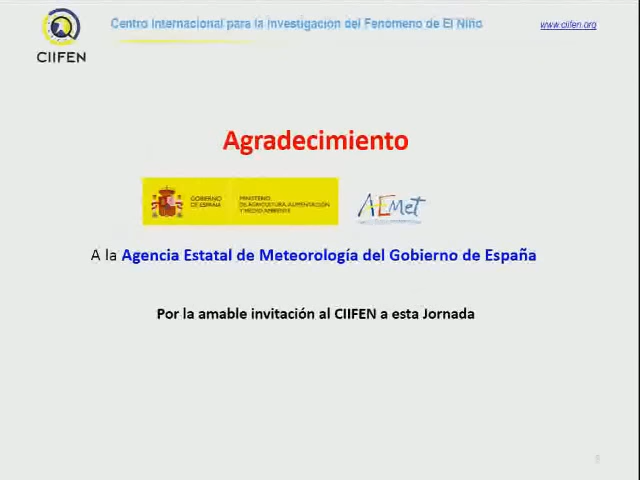 Centro Internacional para la Investigación del Fenómeno de El Niño
www.ciifen.org
CIIFEN
Agradecimiento
GOBIERNO
DE ESPAÑA
MINISTERIO
DE AGRICULTURA, ALIMENTACIÓN
Y MEDIO AMBIENTE
AEMet
A la Agencia Estatal de Meteorología del Gobierno de España
Por la amable invitación al CIIFEN a esta Jornada